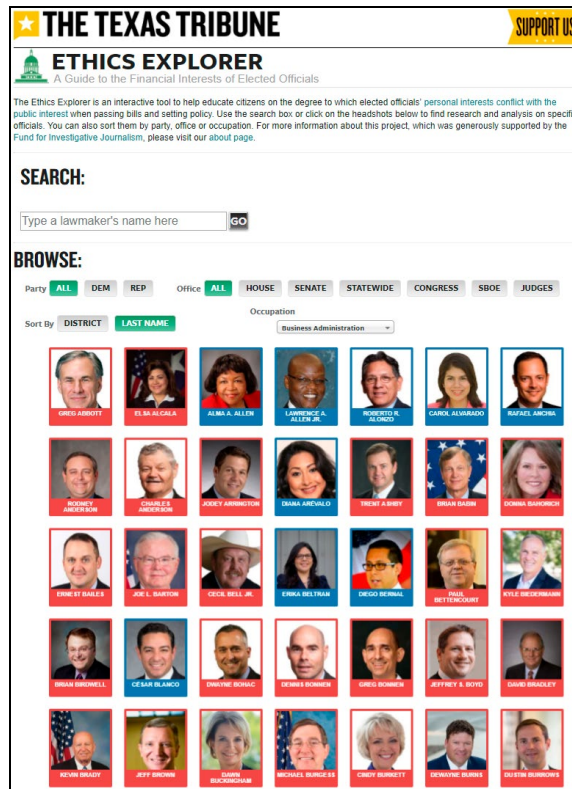 THE TEXAS TRIBUNE
SUPPORT US
ETHICS EXPLORER
A Guide to the Financial Interests of Elected Officials
The Ethics Explorer is an interactive tool to help educate citizens on the degree to which elected officials' personal interests conflict with the
public interest when passing bills and setting policy. Use the search box or click on the headshots below to find research and analysis on specifi
officials. You can also sort them by party, office or occupation. For more information about this project, which was generously supported by the
Fund for Investigative Journalism, please visit our about page.
SEARCH:
Type a lawmaker's name here GO
BROWSE:
Party ALL DEM REP Office ALL HOUSE SENATE STATEWIDE CONGRESS SBOE JUDGES
Occupation
Sort By DISTRICT LAST NAME Business Administration
GREG ABBOTT ELSA ALCALA ALMA A. ALLEN LAWRENCE A. ALLEN JR. ROBERTO R. ALONZO CAROL ALVARADO RAFAEL ANCHIA
RODNEY ANDERSON CHARLES ANDERSON JODEY ARRINGTON DIANA ARÉVALO TRENT ASHBY BRIAN BABIN DONNA BAHORICH
ERNEST BAILES JOE L. BARTON CECIL BELL JR. ERIKA BELTRAN DIEGO BERNAL PAUL BETTENCOURT KYLE BIEDERMANN
BRIAN BIRDWELL CÉSAR BLANCO DWAYNE BOHAC DENNIS BONNEN GREG BONNEN JEFFREY S. BOYD DAVID BRADLEY
KEVIN BRADY JEFF BROWN DAWN BUCKINGHAM MICHAEL BURGESS CINDY BURKETT DEWAYNE BURNS DUSTIN BURROWS